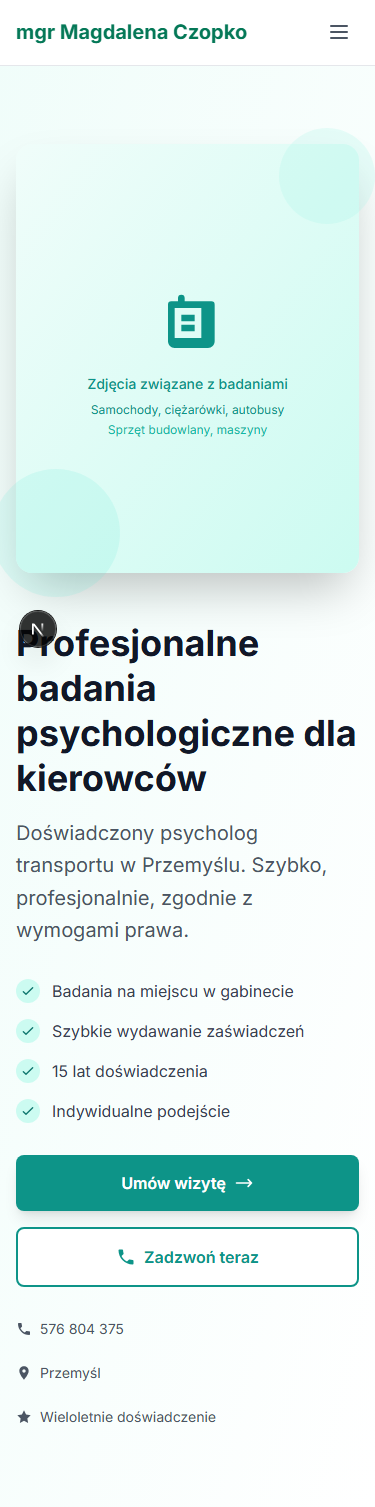 mgr Magdalena Czopko
Zdjęcia związane z badaniami
Samochody, ciężarówki, autobusy
Sprzęt budowlany, maszyny
N
Profesjonalne
badania
psychologiczne dla
kierowców
Doświadczony psycholog
transportu w Przemyślu. Szybko,
profesjonalnie, zgodnie z
wymogami prawa.
Badania na miejscu w gabinecie
Szybkie wydawanie zaświadczeń
15 lat doświadczenia
Indywidualne podejście
Umów wizytę →
Zadzwoń teraz
576 804 375
Przemyśl
Wieloletnie doświadczenie